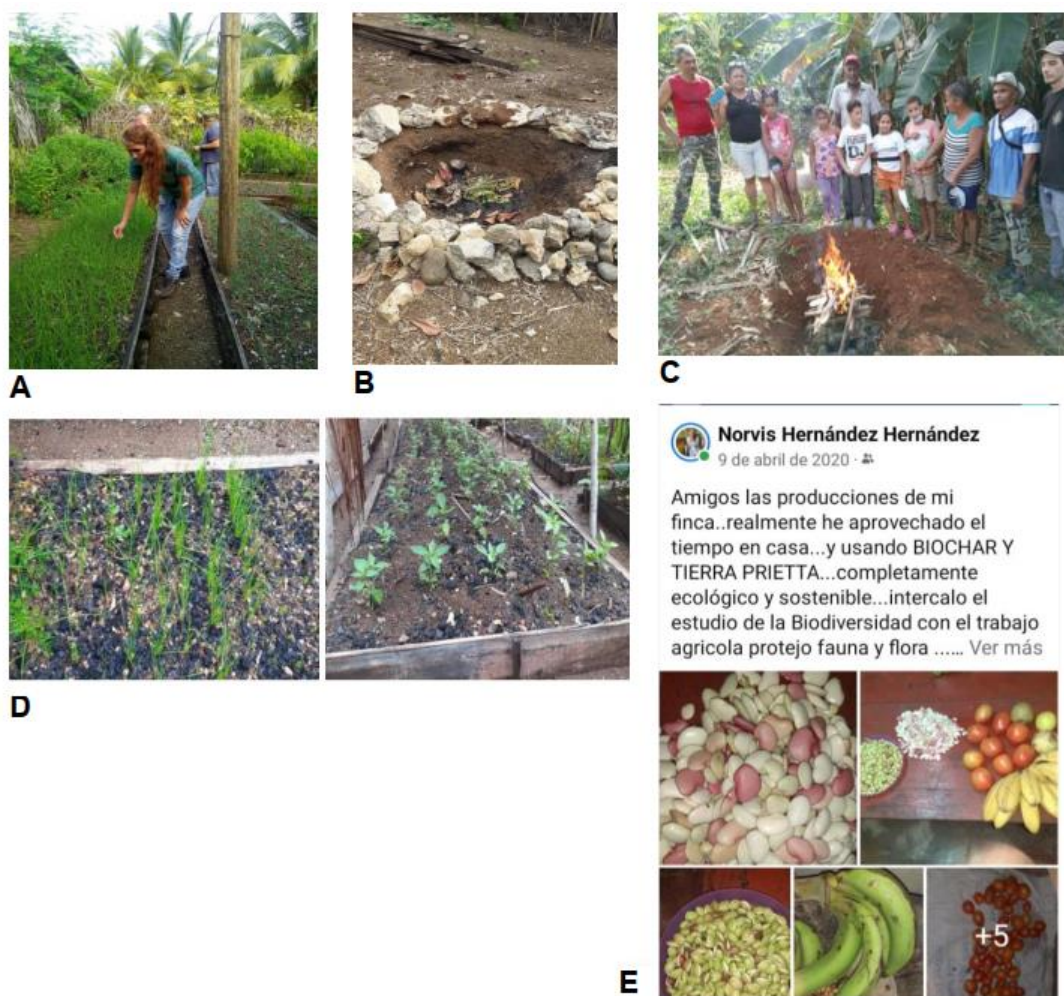 A
B
C
D
Norvis Hernández Hernández
9 de abril de 2020 ·
Amigos las producciones de mi
finca..realmente he aprovechado el
tiempo en casa...y usando BIOCHAR Y
TIERRA PRIETTA...completamente
ecológico y sostenible...intercalo el
estudio de la Biodiversidad con el trabajo
agricola protejo fauna y flora ...... Ver más
+5
E